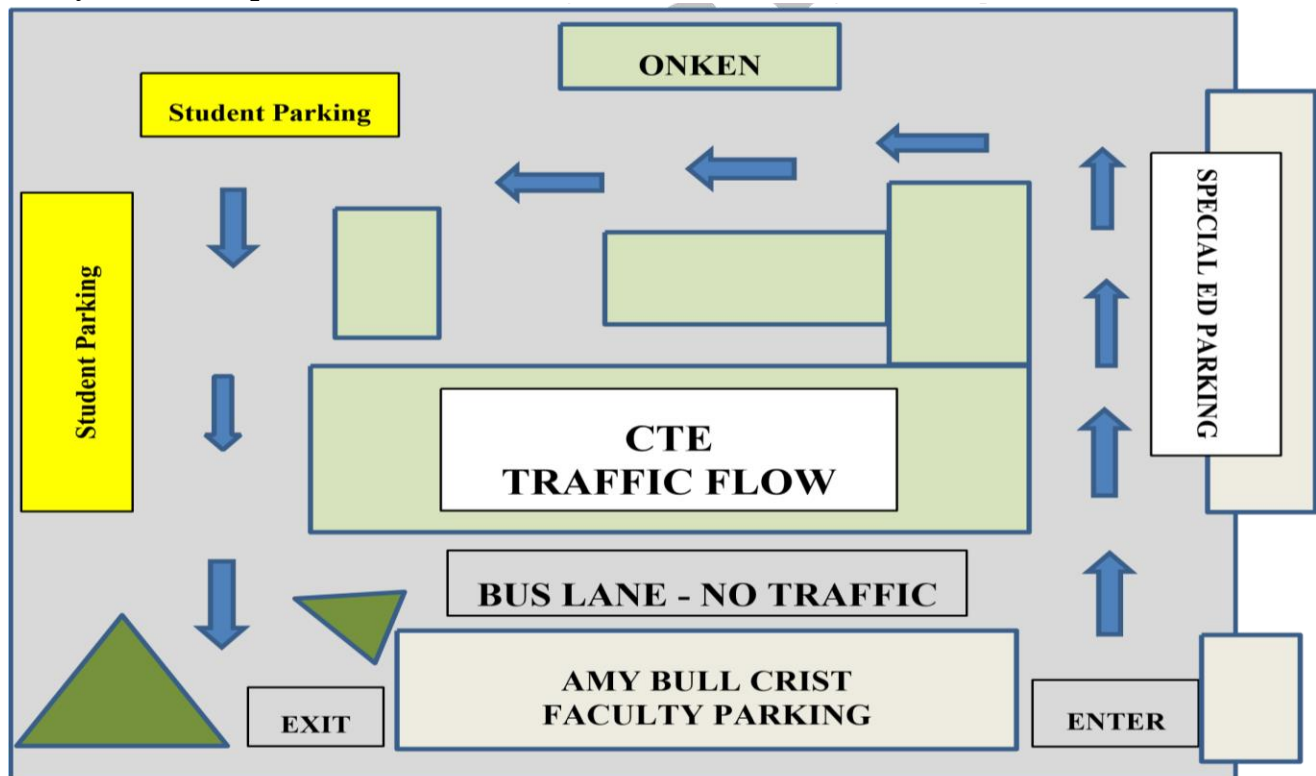 ONKEN
Student Parking
Student Parking
SPECIAL ED PARKING
CTE
TRAFFIC FLOW
BUS LANE - NO TRAFFIC
AMY BULL CRIST
FACULTY PARKING
EXIT
ENTER